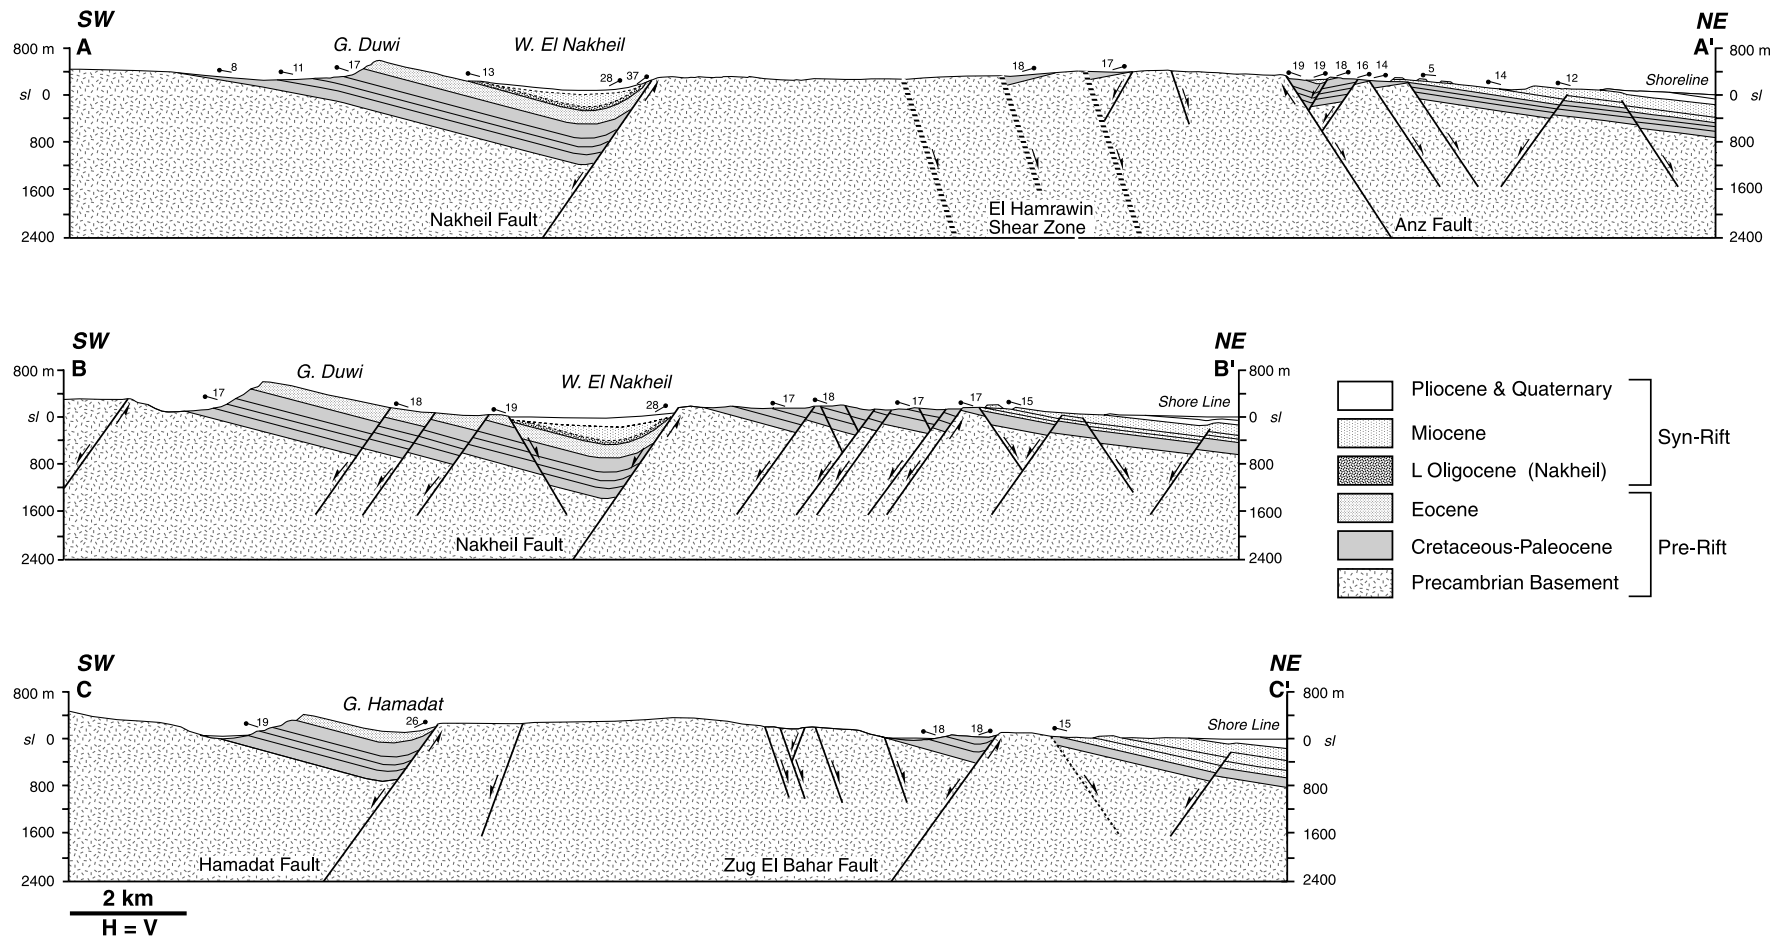 SW
NE
A
A'
G. Duwi
W. El Nakheil
800 m
800 m
8
11
17
13
28
37
18
17
19
19
18
16
14
5
14
12
Shoreline
sl 0
0 sl
800
800
1600
1600
2400
2400
Nakheil Fault
El Hamrawin
Shear Zone
Anz Fault
SW
NE
B
B'
G. Duwi
W. El Nakheil
800 m
800 m
17
18
19
28
17
18
17
17
15
Shore Line
sl 0
0 sl
800
800
1600
1600
2400
2400
Nakheil Fault
Pliocene & Quaternary
Miocene
L Oligocene (Nakheil)
Syn-Rift
Eocene
Cretaceous-Paleocene
Precambrian Basement
Pre-Rift
SW
NE
C
C'
G. Hamadat
800 m
800 m
19
26
18
18
15
Shore Line
sl 0
0 sl
800
800
1600
1600
2400
2400
Hamadat Fault
Zug El Bahar Fault
2 km
H = V